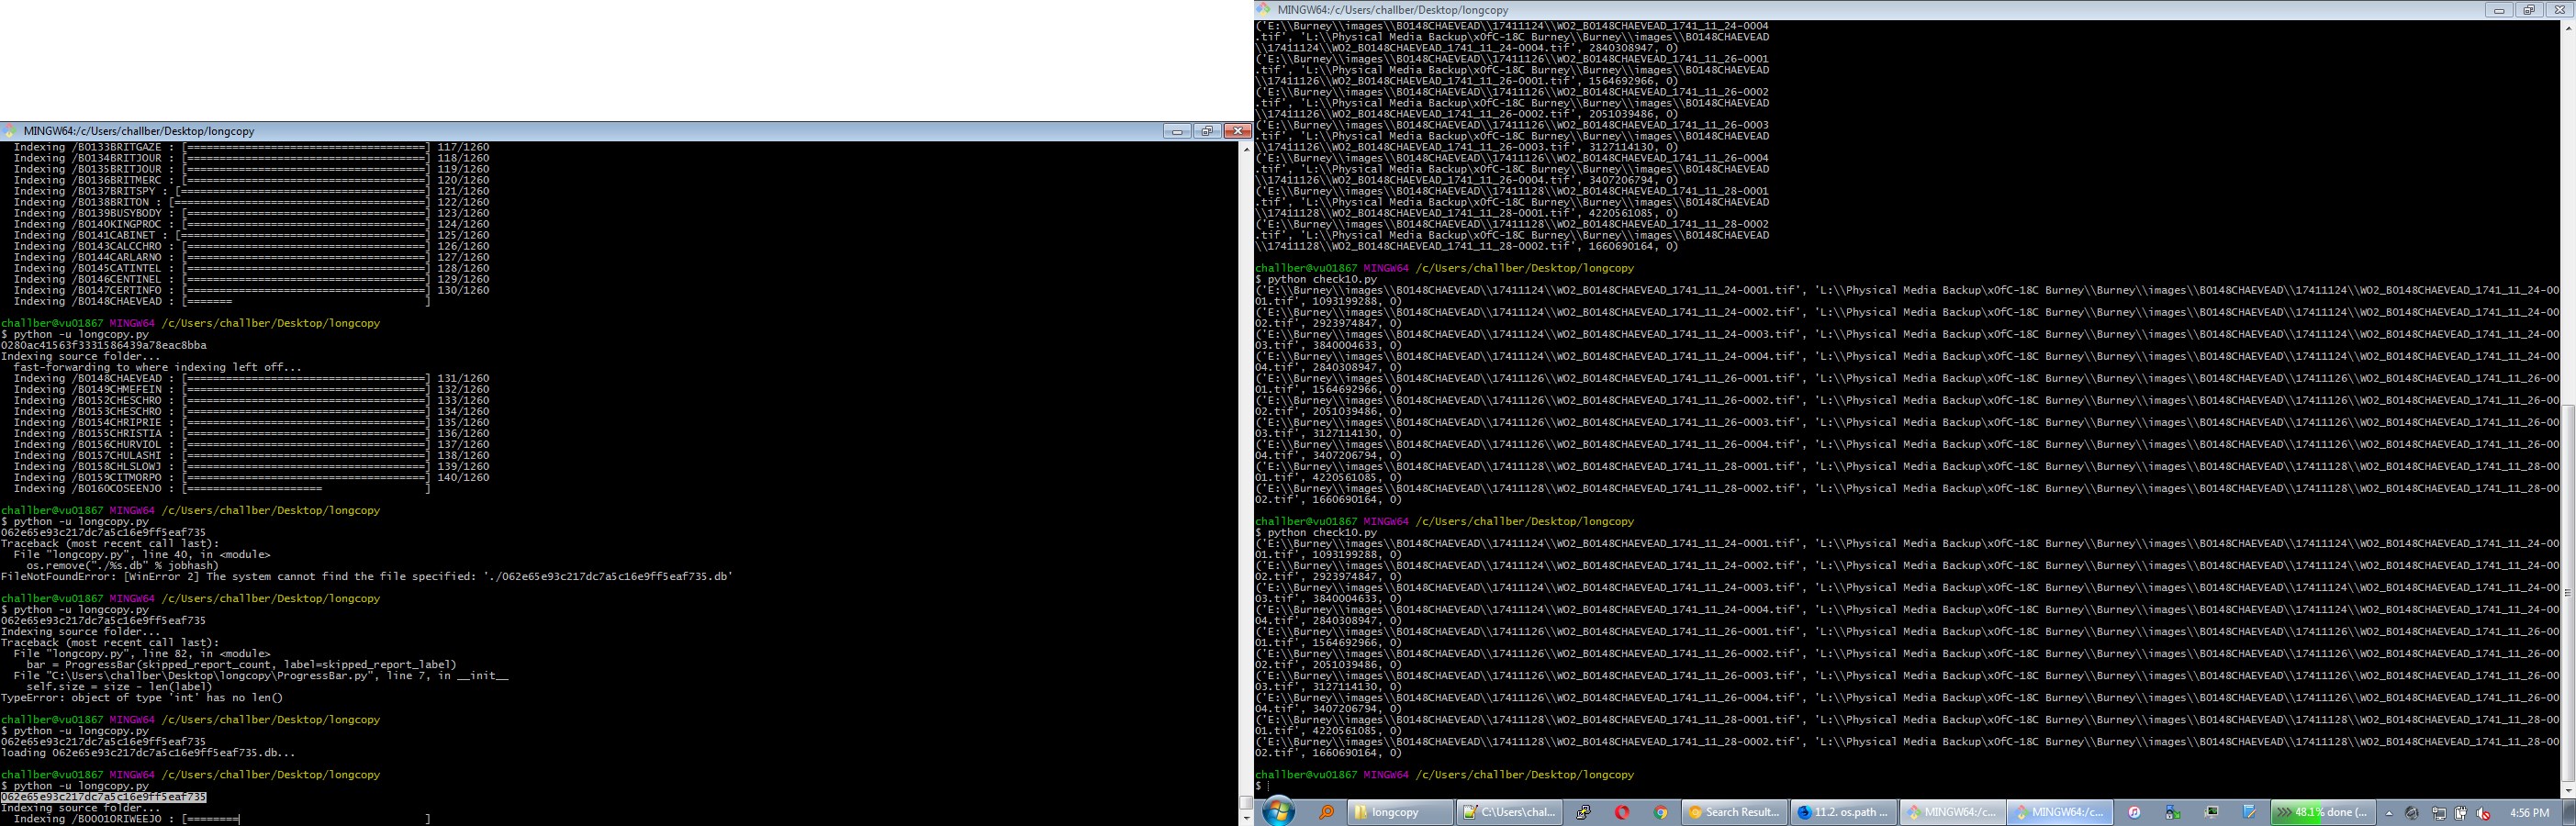 MINGW64:/c/Users/challber/Desktop/longcopy
Indexing /B0133BRITGAZE : [=====================================] 117/1260
Indexing /B0134BRITJOUR : [=====================================] 118/1260
Indexing /B0135BRITJOUR : [=====================================] 119/1260
Indexing /B0136BRITMERC : [=====================================] 120/1260
Indexing /B0137BRITSPY : [======================================] 121/1260
Indexing /B0138BRITON : [=======================================] 122/1260
Indexing /B0139BUSYBODY : [=====================================] 123/1260
Indexing /B0140KINGPROC : [=====================================] 124/1260
Indexing /B0141CABINET : [======================================] 125/1260
Indexing /B0143CALCCHRO : [=====================================] 126/1260
Indexing /B0144CARLARNO : [=====================================] 127/1260
Indexing /B0145CATINTEL : [=====================================] 128/1260
Indexing /B0146CENTINEL : [=====================================] 129/1260
Indexing /B0147CERTINFO : [=====================================] 130/1260
Indexing /B0148CHAEVEAD : [=======                              ]
challber@vu01867 MINGW64 /c/Users/challber/Desktop/longcopy
$ python -u longcopy.py
0280ac41563f3331586439a78eac8bba
Indexing source folder...
fast-forwarding to where indexing left off...
Indexing /B0148CHAEVEAD : [=====================================] 131/1260
Indexing /B0149CHMEFEIN : [=====================================] 132/1260
Indexing /B0152CHESCHRO : [=====================================] 133/1260
Indexing /B0153CHESCHRO : [=====================================] 134/1260
Indexing /B0154CHRIPRIE : [=====================================] 135/1260
Indexing /B0155CHRISTIA : [=====================================] 136/1260
Indexing /B0156CHURVIOL : [=====================================] 137/1260
Indexing /B0157CHULASHI : [=====================================] 138/1260
Indexing /B0158CHLSLOWJ : [=====================================] 139/1260
Indexing /B0159CITMORPO : [=====================================] 140/1260
Indexing /B0160COSEENJO : [=====================                ]
challber@vu01867 MINGW64 /c/Users/challber/Desktop/longcopy
$ python -u longcopy.py
062e65e93c217dc7a5c16e9ff5eaf735
Traceback (most recent call last):
File "longcopy.py", line 40, in <module>
os.remove("./%s.db" % jobhash)
FileNotFoundError: [WinError 2] The system cannot find the file specified: './062e65e93c217dc7a5c16e9ff5eaf735.db'
challber@vu01867 MINGW64 /c/Users/challber/Desktop/longcopy
$ python -u longcopy.py
062e65e93c217dc7a5c16e9ff5eaf735
Indexing source folder...
Traceback (most recent call last):
File "longcopy.py", line 82, in <module>
bar = ProgressBar(skipped_report_count, label=skipped_report_label)
File "C:\Users\challber\Desktop\longcopy\ProgressBar.py", line 7, in __init__
self.size = size - len(label)
TypeError: object of type 'int' has no len()
challber@vu01867 MINGW64 /c/Users/challber/Desktop/longcopy
$ python -u longcopy.py
062e65e93c217dc7a5c16e9ff5eaf735
loading 062e65e93c217dc7a5c16e9ff5eaf735.db...
challber@vu01867 MINGW64 /c/Users/challber/Desktop/longcopy
$ python -u longcopy.py
062e65e93c217dc7a5c16e9ff5eaf735
Indexing source folder...
Indexing /B0001ORIWEEJO : [========                             ]
MINGW64:/c/Users/challber/Desktop/longcopy
('E:\\Burney\\images\\B0148CHAEVEAD\\17411124\\WO2_B0148CHAEVEAD_1741_11_24-0004
.tif', 'L:\\Physical Media Backup\x0fC-18C Burney\\Burney\\images\\B0148CHAEVEAD
\\17411124\\WO2_B0148CHAEVEAD_1741_11_24-0004.tif', 2840308947, 0)
('E:\\Burney\\images\\B0148CHAEVEAD\\17411126\\WO2_B0148CHAEVEAD_1741_11_26-0001
.tif', 'L:\\Physical Media Backup\x0fC-18C Burney\\Burney\\images\\B0148CHAEVEAD
\\17411126\\WO2_B0148CHAEVEAD_1741_11_26-0001.tif', 1564692966, 0)
('E:\\Burney\\images\\B0148CHAEVEAD\\17411126\\WO2_B0148CHAEVEAD_1741_11_26-0002
.tif', 'L:\\Physical Media Backup\x0fC-18C Burney\\Burney\\images\\B0148CHAEVEAD
\\17411126\\WO2_B0148CHAEVEAD_1741_11_26-0002.tif', 2051039486, 0)
('E:\\Burney\\images\\B0148CHAEVEAD\\17411126\\WO2_B0148CHAEVEAD_1741_11_26-0003
.tif', 'L:\\Physical Media Backup\x0fC-18C Burney\\Burney\\images\\B0148CHAEVEAD
\\17411126\\WO2_B0148CHAEVEAD_1741_11_26-0003.tif', 3127114130, 0)
('E:\\Burney\\images\\B0148CHAEVEAD\\17411126\\WO2_B0148CHAEVEAD_1741_11_26-0004
.tif', 'L:\\Physical Media Backup\x0fC-18C Burney\\Burney\\images\\B0148CHAEVEAD
\\17411126\\WO2_B0148CHAEVEAD_1741_11_26-0004.tif', 3407206794, 0)
('E:\\Burney\\images\\B0148CHAEVEAD\\17411128\\WO2_B0148CHAEVEAD_1741_11_28-0001
.tif', 'L:\\Physical Media Backup\x0fC-18C Burney\\Burney\\images\\B0148CHAEVEAD
\\17411128\\WO2_B0148CHAEVEAD_1741_11_28-0001.tif', 4220561085, 0)
('E:\\Burney\\images\\B0148CHAEVEAD\\17411128\\WO2_B0148CHAEVEAD_1741_11_28-0002
.tif', 'L:\\Physical Media Backup\x0fC-18C Burney\\Burney\\images\\B0148CHAEVEAD
\\17411128\\WO2_B0148CHAEVEAD_1741_11_28-0002.tif', 1660690164, 0)
challber@vu01867 MINGW64 /c/Users/challber/Desktop/longcopy
$ python check10.py
('E:\\Burney\\images\\B0148CHAEVEAD\\17411124\\WO2_B0148CHAEVEAD_1741_11_24-0001.tif', 'L:\\Physical Media Backup\x0fC-18C Burney\\Burney\\images\\B0148CHAEVEAD\\17411124\\WO2_B0148CHAEVEAD_1741_11_24-00
01.tif', 1093199288, 0)
('E:\\Burney\\images\\B0148CHAEVEAD\\17411124\\WO2_B0148CHAEVEAD_1741_11_24-0002.tif', 'L:\\Physical Media Backup\x0fC-18C Burney\\Burney\\images\\B0148CHAEVEAD\\17411124\\WO2_B0148CHAEVEAD_1741_11_24-00
02.tif', 2923974847, 0)
('E:\\Burney\\images\\B0148CHAEVEAD\\17411124\\WO2_B0148CHAEVEAD_1741_11_24-0003.tif', 'L:\\Physical Media Backup\x0fC-18C Burney\\Burney\\images\\B0148CHAEVEAD\\17411124\\WO2_B0148CHAEVEAD_1741_11_24-00
03.tif', 3840004633, 0)
('E:\\Burney\\images\\B0148CHAEVEAD\\17411124\\WO2_B0148CHAEVEAD_1741_11_24-0004.tif', 'L:\\Physical Media Backup\x0fC-18C Burney\\Burney\\images\\B0148CHAEVEAD\\17411124\\WO2_B0148CHAEVEAD_1741_11_24-00
04.tif', 2840308947, 0)
('E:\\Burney\\images\\B0148CHAEVEAD\\17411126\\WO2_B0148CHAEVEAD_1741_11_26-0001.tif', 'L:\\Physical Media Backup\x0fC-18C Burney\\Burney\\images\\B0148CHAEVEAD\\17411126\\WO2_B0148CHAEVEAD_1741_11_26-00
01.tif', 1564692966, 0)
('E:\\Burney\\images\\B0148CHAEVEAD\\17411126\\WO2_B0148CHAEVEAD_1741_11_26-0002.tif', 'L:\\Physical Media Backup\x0fC-18C Burney\\Burney\\images\\B0148CHAEVEAD\\17411126\\WO2_B0148CHAEVEAD_1741_11_26-00
02.tif', 2051039486, 0)
('E:\\Burney\\images\\B0148CHAEVEAD\\17411126\\WO2_B0148CHAEVEAD_1741_11_26-0003.tif', 'L:\\Physical Media Backup\x0fC-18C Burney\\Burney\\images\\B0148CHAEVEAD\\17411126\\WO2_B0148CHAEVEAD_1741_11_26-00
03.tif', 3127114130, 0)
('E:\\Burney\\images\\B0148CHAEVEAD\\17411126\\WO2_B0148CHAEVEAD_1741_11_26-0004.tif', 'L:\\Physical Media Backup\x0fC-18C Burney\\Burney\\images\\B0148CHAEVEAD\\17411126\\WO2_B0148CHAEVEAD_1741_11_26-00
04.tif', 3407206794, 0)
('E:\\Burney\\images\\B0148CHAEVEAD\\17411128\\WO2_B0148CHAEVEAD_1741_11_28-0001.tif', 'L:\\Physical Media Backup\x0fC-18C Burney\\Burney\\images\\B0148CHAEVEAD\\17411128\\WO2_B0148CHAEVEAD_1741_11_28-00
01.tif', 4220561085, 0)
('E:\\Burney\\images\\B0148CHAEVEAD\\17411128\\WO2_B0148CHAEVEAD_1741_11_28-0002.tif', 'L:\\Physical Media Backup\x0fC-18C Burney\\Burney\\images\\B0148CHAEVEAD\\17411128\\WO2_B0148CHAEVEAD_1741_11_28-00
02.tif', 1660690164, 0)
challber@vu01867 MINGW64 /c/Users/challber/Desktop/longcopy
$ python check10.py
('E:\\Burney\\images\\B0148CHAEVEAD\\17411124\\WO2_B0148CHAEVEAD_1741_11_24-0001.tif', 'L:\\Physical Media Backup\x0fC-18C Burney\\Burney\\images\\B0148CHAEVEAD\\17411124\\WO2_B0148CHAEVEAD_1741_11_24-00
01.tif', 1093199288, 0)
('E:\\Burney\\images\\B0148CHAEVEAD\\17411124\\WO2_B0148CHAEVEAD_1741_11_24-0002.tif', 'L:\\Physical Media Backup\x0fC-18C Burney\\Burney\\images\\B0148CHAEVEAD\\17411124\\WO2_B0148CHAEVEAD_1741_11_24-00
02.tif', 2923974847, 0)
('E:\\Burney\\images\\B0148CHAEVEAD\\17411124\\WO2_B0148CHAEVEAD_1741_11_24-0003.tif', 'L:\\Physical Media Backup\x0fC-18C Burney\\Burney\\images\\B0148CHAEVEAD\\17411124\\WO2_B0148CHAEVEAD_1741_11_24-00
03.tif', 3840004633, 0)
('E:\\Burney\\images\\B0148CHAEVEAD\\17411124\\WO2_B0148CHAEVEAD_1741_11_24-0004.tif', 'L:\\Physical Media Backup\x0fC-18C Burney\\Burney\\images\\B0148CHAEVEAD\\17411124\\WO2_B0148CHAEVEAD_1741_11_24-00
04.tif', 2840308947, 0)
('E:\\Burney\\images\\B0148CHAEVEAD\\17411126\\WO2_B0148CHAEVEAD_1741_11_26-0001.tif', 'L:\\Physical Media Backup\x0fC-18C Burney\\Burney\\images\\B0148CHAEVEAD\\17411126\\WO2_B0148CHAEVEAD_1741_11_26-00
01.tif', 1564692966, 0)
('E:\\Burney\\images\\B0148CHAEVEAD\\17411126\\WO2_B0148CHAEVEAD_1741_11_26-0002.tif', 'L:\\Physical Media Backup\x0fC-18C Burney\\Burney\\images\\B0148CHAEVEAD\\17411126\\WO2_B0148CHAEVEAD_1741_11_26-00
02.tif', 2051039486, 0)
('E:\\Burney\\images\\B0148CHAEVEAD\\17411126\\WO2_B0148CHAEVEAD_1741_11_26-0003.tif', 'L:\\Physical Media Backup\x0fC-18C Burney\\Burney\\images\\B0148CHAEVEAD\\17411126\\WO2_B0148CHAEVEAD_1741_11_26-00
03.tif', 3127114130, 0)
('E:\\Burney\\images\\B0148CHAEVEAD\\17411126\\WO2_B0148CHAEVEAD_1741_11_26-0004.tif', 'L:\\Physical Media Backup\x0fC-18C Burney\\Burney\\images\\B0148CHAEVEAD\\17411126\\WO2_B0148CHAEVEAD_1741_11_26-00
04.tif', 3407206794, 0)
('E:\\Burney\\images\\B0148CHAEVEAD\\17411128\\WO2_B0148CHAEVEAD_1741_11_28-0001.tif', 'L:\\Physical Media Backup\x0fC-18C Burney\\Burney\\images\\B0148CHAEVEAD\\17411128\\WO2_B0148CHAEVEAD_1741_11_28-00
01.tif', 4220561085, 0)
('E:\\Burney\\images\\B0148CHAEVEAD\\17411128\\WO2_B0148CHAEVEAD_1741_11_28-0002.tif', 'L:\\Physical Media Backup\x0fC-18C Burney\\Burney\\images\\B0148CHAEVEAD\\17411128\\WO2_B0148CHAEVEAD_1741_11_28-00
02.tif', 1660690164, 0)
challber@vu01867 MINGW64 /c/Users/challber/Desktop/longcopy
$
longcopy C:\Users\chal... Search Result... 11.2. os.path ... MINGW64:/c... MINGW64:/c... 48.1% done (... 4:56 PM